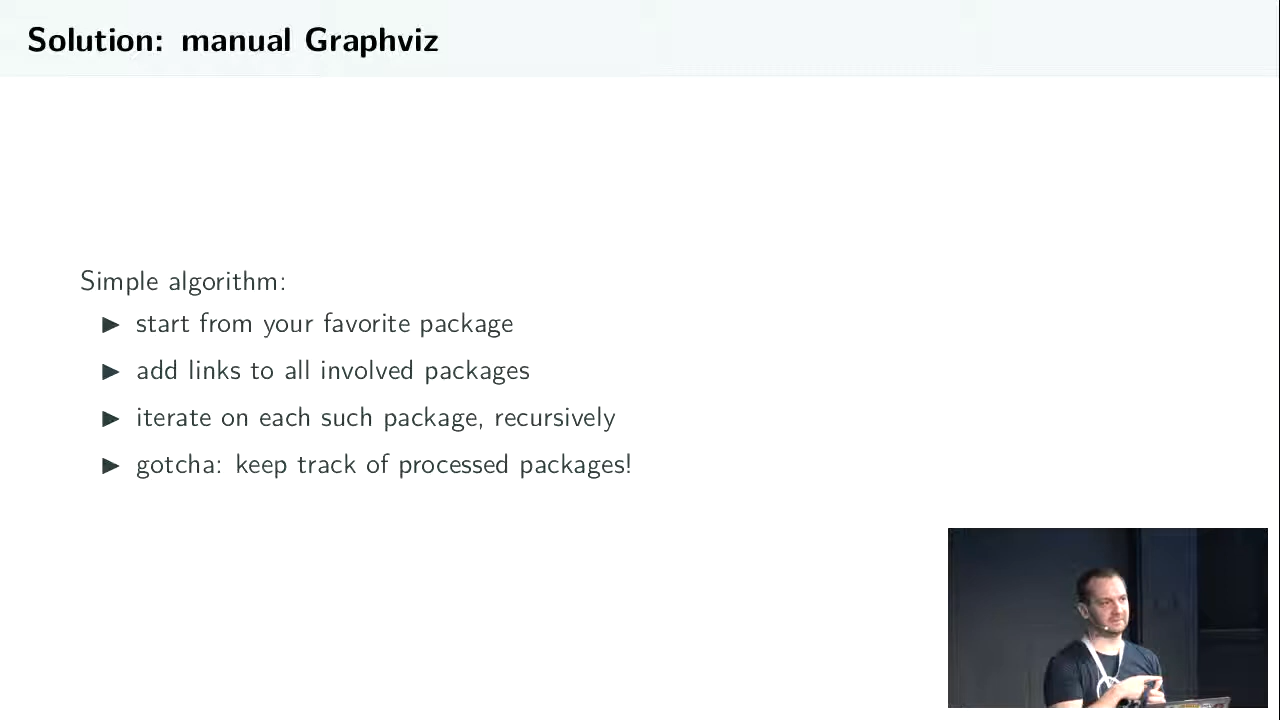 Solution: manual Graphviz
Simple algorithm:
▶ start from your favorite package
▶ add links to all involved packages
▶ iterate on each such package, recursively
▶ gotcha: keep track of processed packages!